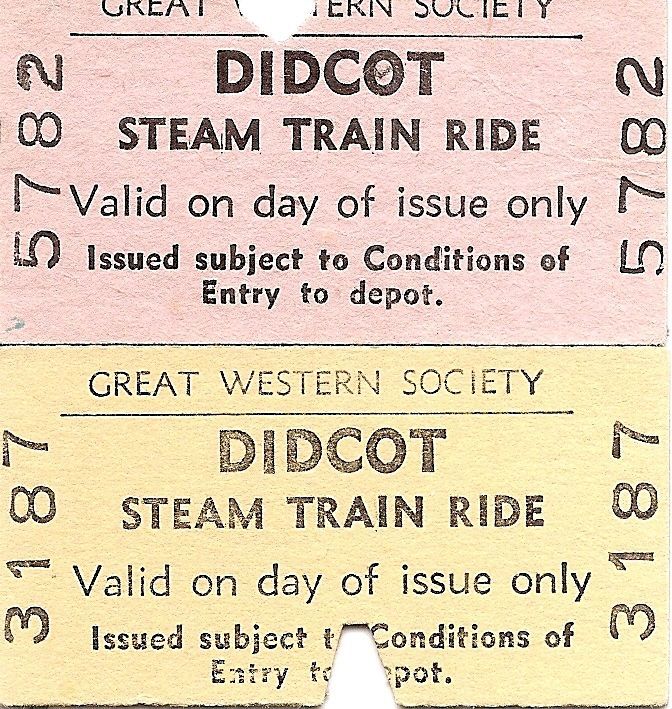 GREAT WESTERN SOCIETY
DIDCOT
STEAM TRAIN RIDE
Valid on day of issue only
Issued subject to Conditions of
Entry to depot.
5782
5782
GREAT WESTERN SOCIETY
DIDCOT
STEAM TRAIN RIDE
Valid on day of issue only
Issued subject t Conditions of
Entry to pot.
3187
3187